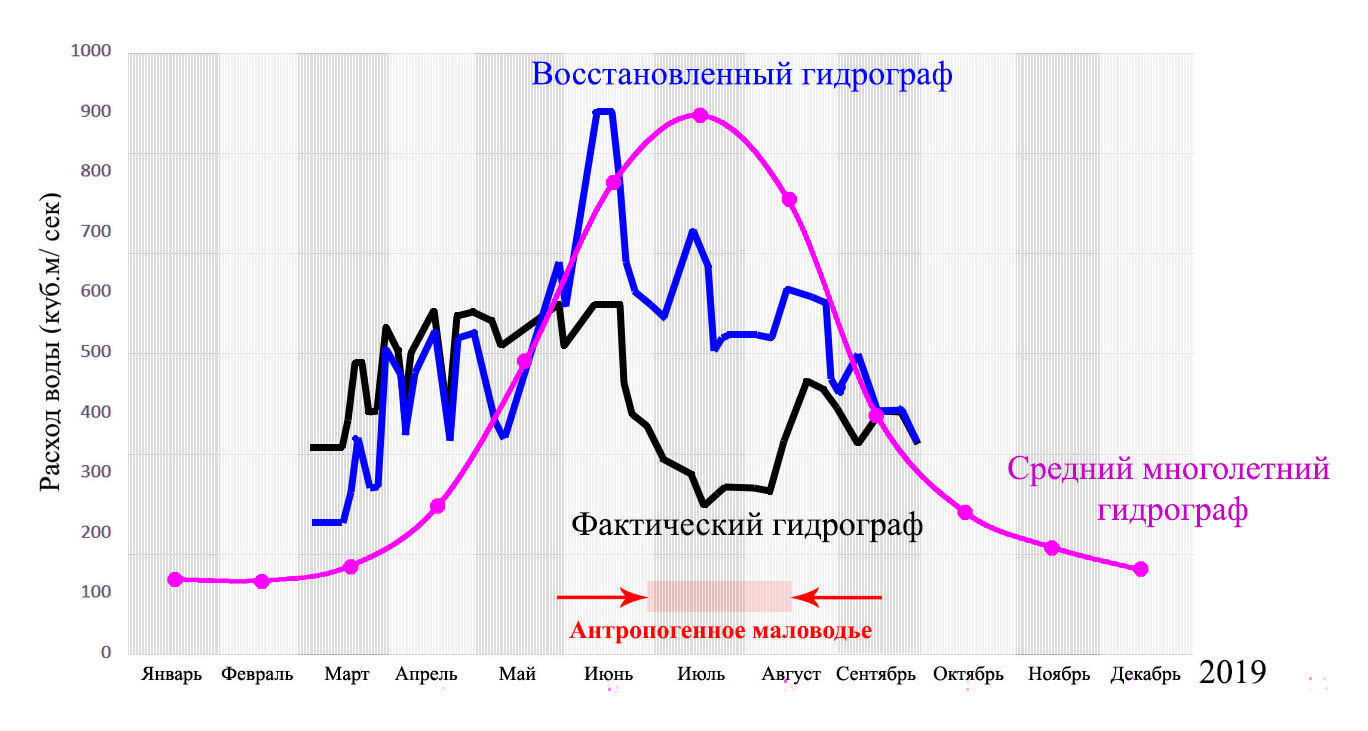 1000
Восстановленный гидрограф
900
800
700
600
500
400
300
200
100
0
Расход воды (куб.м/ сек)
Средний многолетний
гидрограф
Фактический гидрограф
Антропогенное маловодье
Январь Февраль Март Апрель Май Июнь Июль Август Сентябрь Октябрь Ноябрь Декабрь 2019